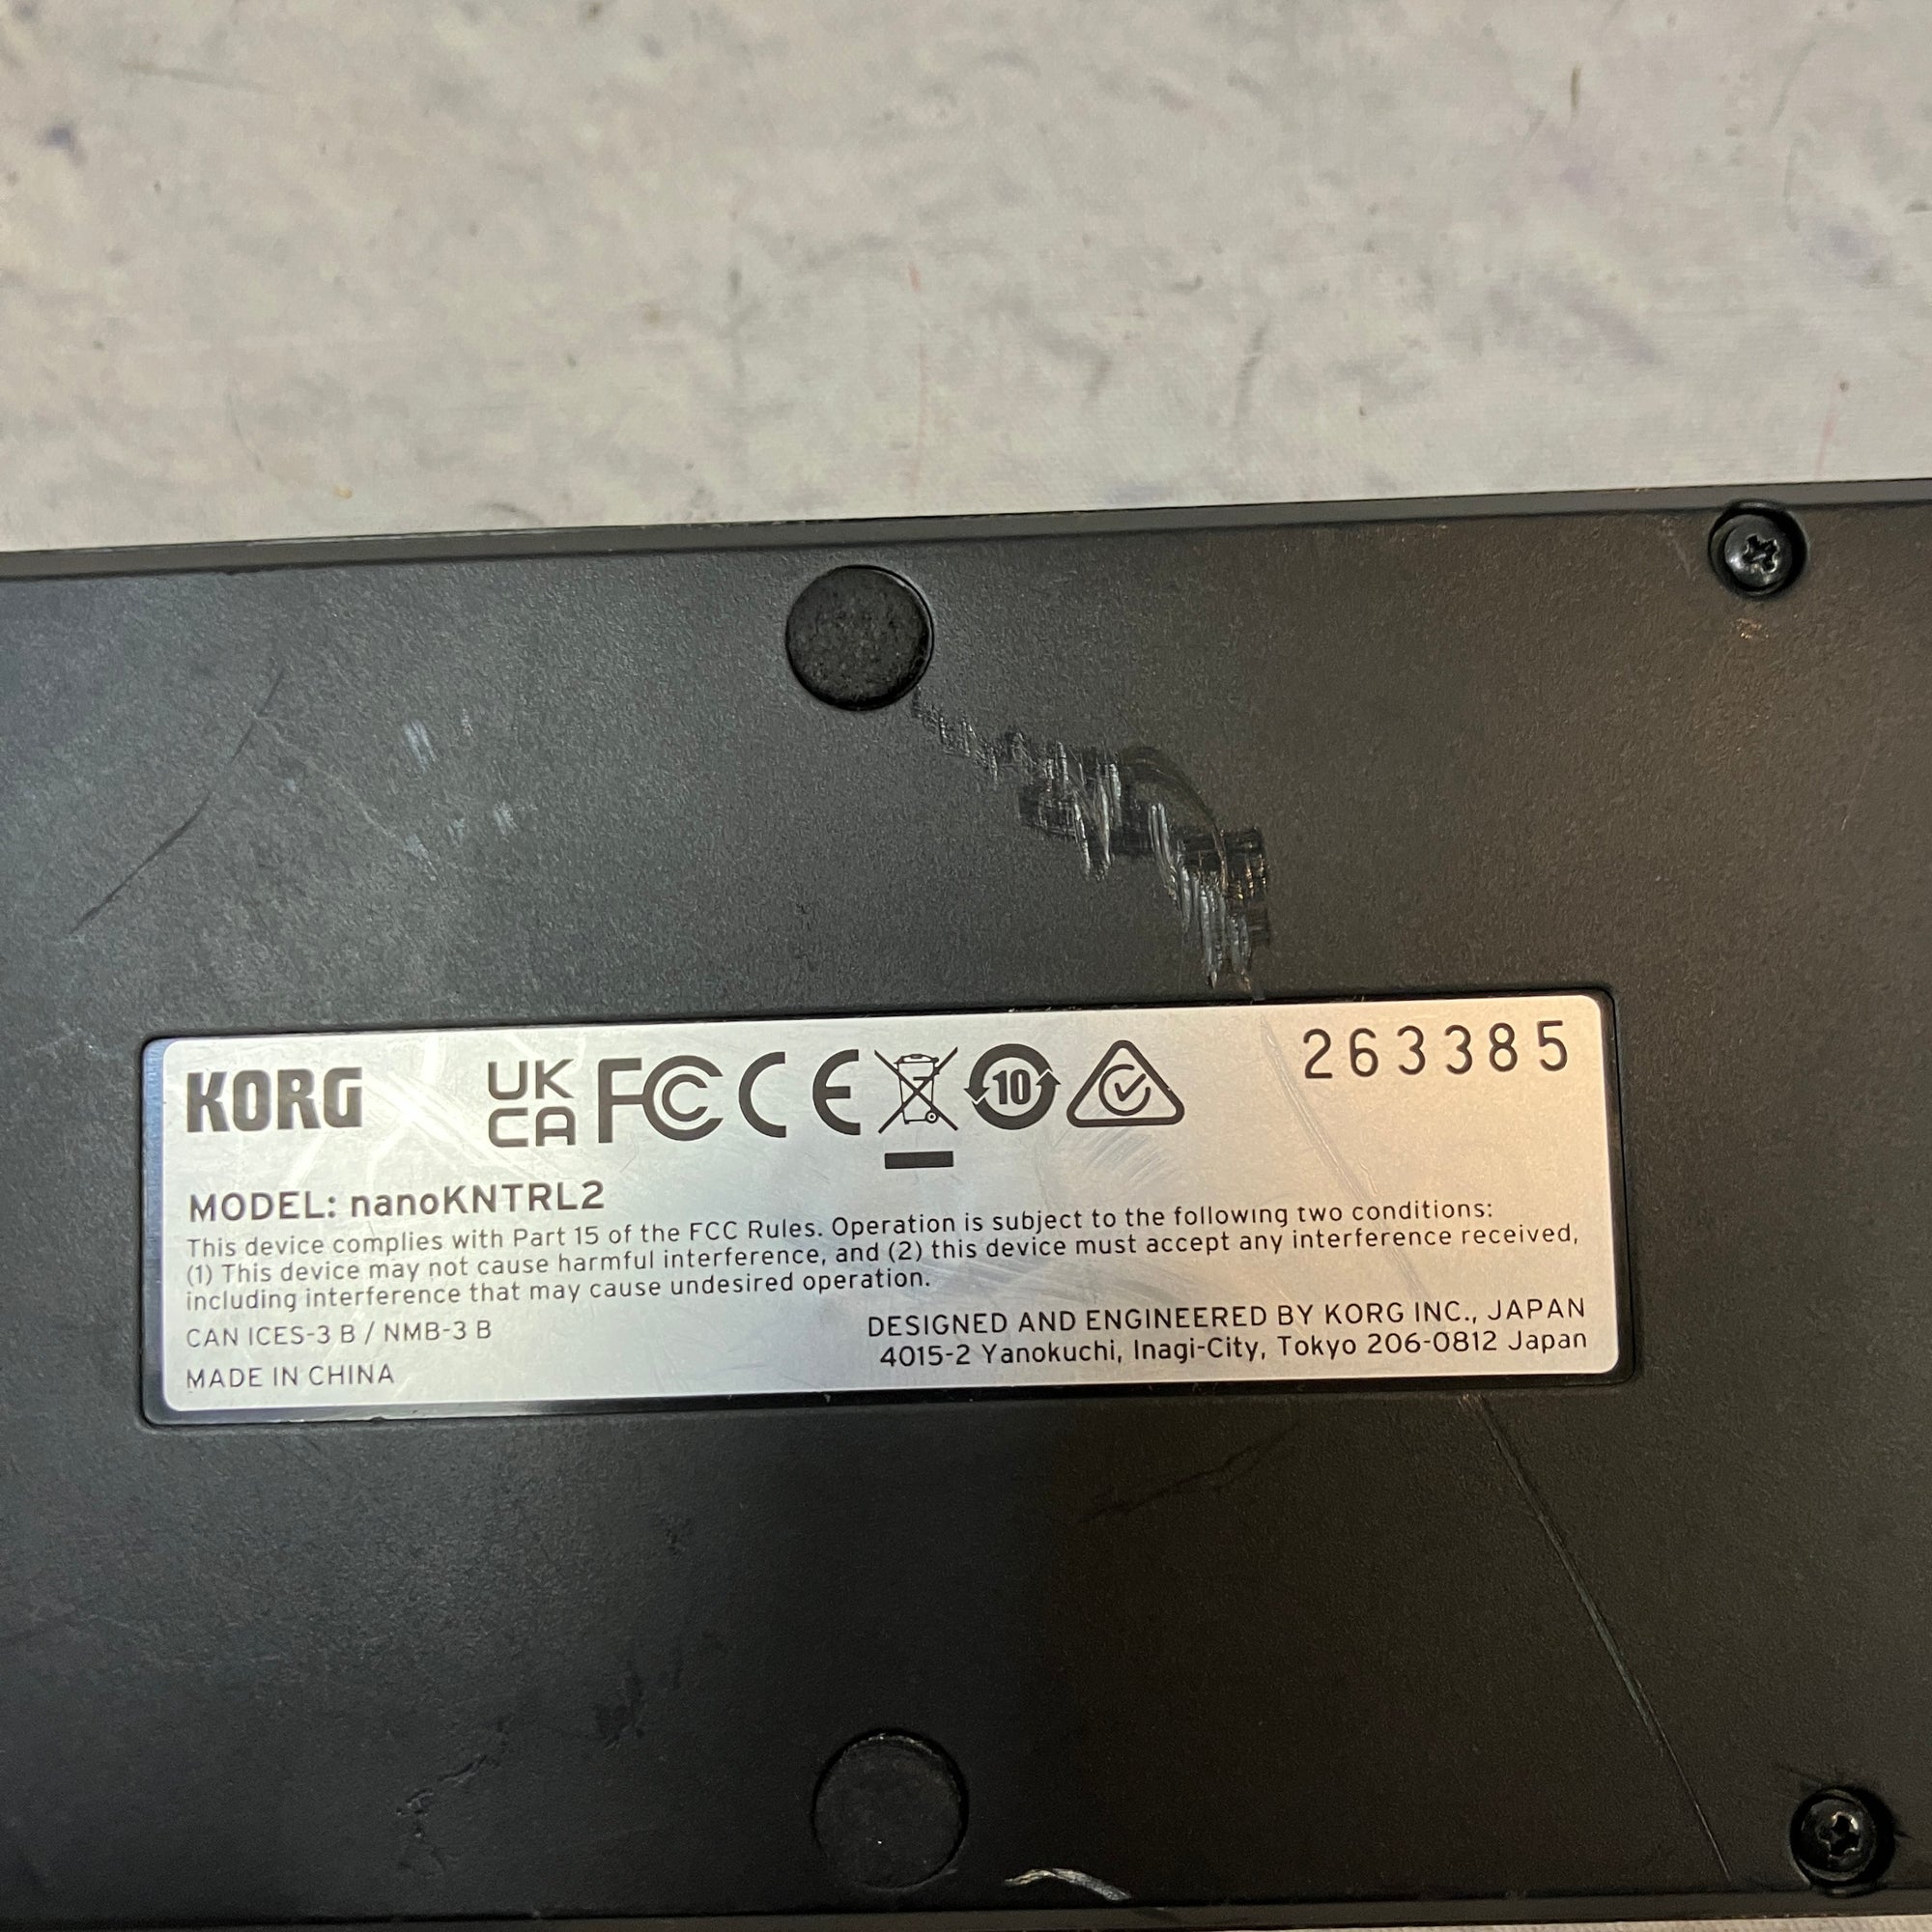 KORG
UK
CA
FC CE
10
263385
MODEL: nanoKNTRL2
This device complies with Part 15 of the FCC Rules. Operation is subject to the following two conditions:
(1) This device may not cause harmful interference, and (2) this device must accept any interference received,
including interference that may cause undesired operation.
CAN ICES-3 B / NMB-3 B
MADE IN CHINA
DESIGNED AND ENGINEERED BY KORG INC., JAPAN
4015-2 Yanokuchi, Inagi-City, Tokyo 206-0812 Japan